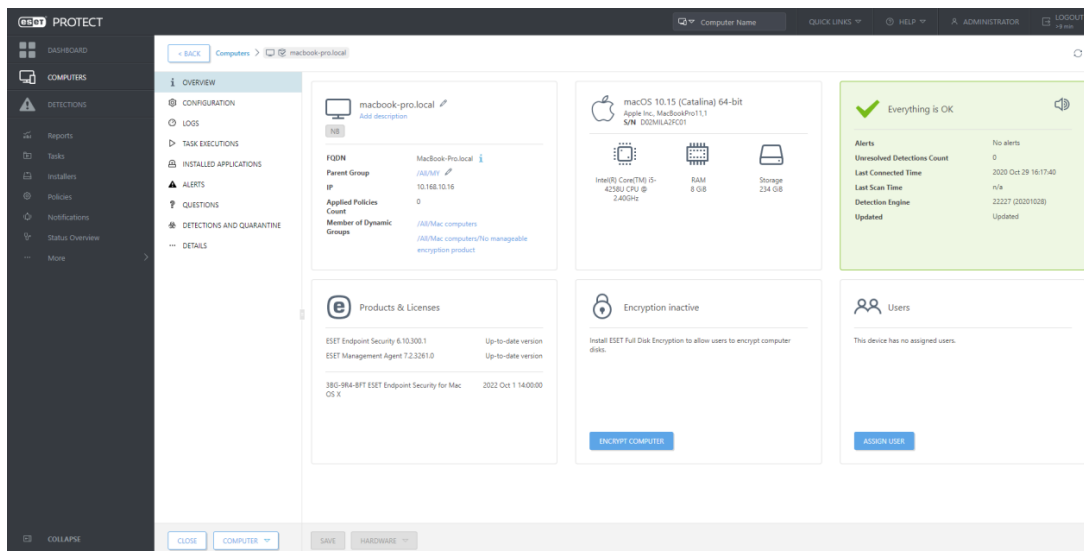 eset PROTECT
Computer Name
QUICK LINKS
HELP
ADMINISTRATOR
LOGOUT
>9 min
DASHBOARD
COMPUTERS
DETECTIONS
Reports
Tasks
Installers
Policies
Notifications
Status Overview
More
COLLAPSE
< BACK
Computers > macbook-pro.local
OVERVIEW
CONFIGURATION
LOGS
TASK EXECUTIONS
INSTALLED APPLICATIONS
ALERTS
QUESTIONS
DETECTIONS AND QUARANTINE
DETAILS
macbook-pro.local
Add description
NB
FQDN MacBook-Pro.local
Parent Group /All/MY
IP 10.168.10.16
Applied Policies 0
Count
Member of Dynamic /All/Mac computers
Groups
/All/Mac computers/No manageable
encryption product
macOS 10.15 (Catalina) 64-bit
Apple Inc., MacBookPro11,1
S/N D02MILA2FC01
Intel(R) Core(TM) i5-
4258U CPU @
2.40GHz
RAM
8 GiB
Storage
234 GiB
Everything is OK
Alerts No alerts
Unresolved Detections Count 0
Last Connected Time 2020 Oct 29 16:17:40
Last Scan Time n/a
Detection Engine 22227 (20201028)
Updated Updated
Products & Licenses
ESET Endpoint Security 6.10.300.1 Up-to-date version
ESET Management Agent 7.2.3261.0 Up-to-date version
3BG-9R4-BFT ESET Endpoint Security for Mac 2022 Oct 1 14:00:00
OS X
Encryption inactive
Install ESET Full Disk Encryption to allow users to encrypt computer
disks.
ENCRYPT COMPUTER
Users
This device has no assigned users.
ASSIGN USER
CLOSE
COMPUTER
SAVE
HARDWARE